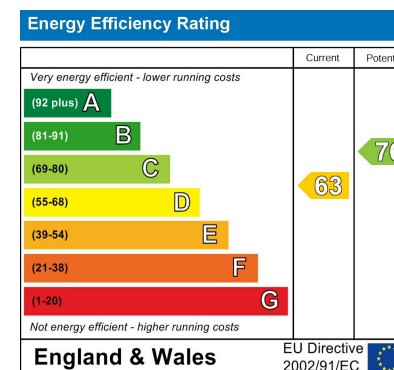 Energy Efficiency Rating
Current
Very energy efficient - lower running costs
(92 plus) A
(81-91) B
(69-80) C
(55-68) D
63
(39-54) E
(21-38) F
(1-20) G
Not energy efficient - higher running costs
England & Wales
EU Directive
2002/91/EC